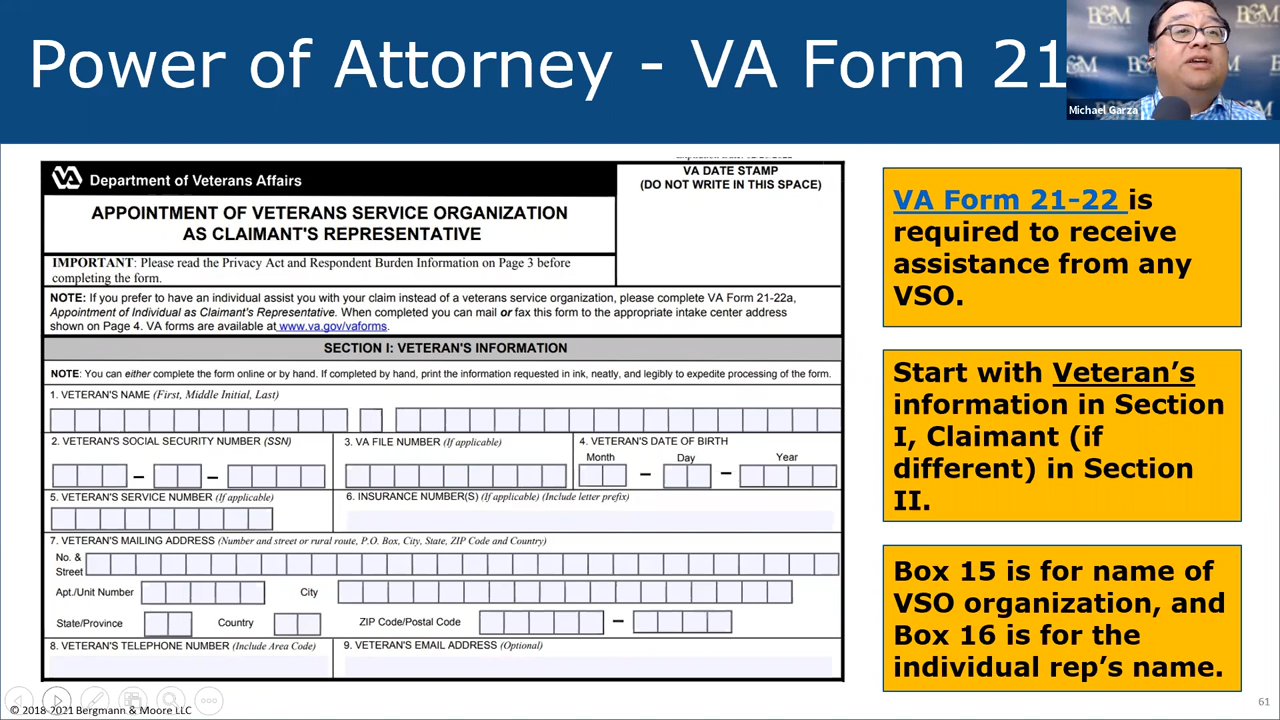 Power of Attorney - VA Form 21
B&M
Michael Garza
Department of Veterans Affairs
VA DATE STAMP
(DO NOT WRITE IN THIS SPACE)
APPOINTMENT OF VETERANS SERVICE ORGANIZATION
AS CLAIMANT'S REPRESENTATIVE
IMPORTANT: Please read the Privacy Act and Respondent Burden Information on Page 3 before
completing the form.
NOTE: If you prefer to have an individual assist you with your claim instead of a veterans service organization, please complete VA Form 21-22a,
Appointment of Individual as Claimant's Representative. When completed you can mail or fax this form to the appropriate intake center address
shown on Page 4. VA forms are available at www.va.gov/vaforms.
SECTION I: VETERAN'S INFORMATION
NOTE: You can either complete the form online or by hand. If completed by hand, print the information requested in ink, neatly, and legibly to expedite processing of the form.
1. VETERAN'S NAME (First, Middle Initial, Last)
2. VETERAN'S SOCIAL SECURITY NUMBER (SSN)
3. VA FILE NUMBER (If applicable)
4. VETERAN'S DATE OF BIRTH
Month Day Year
5. VETERAN'S SERVICE NUMBER (If applicable)
6. INSURANCE NUMBER(S) (If applicable) (Include letter prefix)
7. VETERAN'S MAILING ADDRESS (Number and street or rural route, P.O. Box, City, State, ZIP Code and Country)
No. &
Street
Apt./Unit Number City
State/Province Country ZIP Code/Postal Code
8. VETERAN'S TELEPHONE NUMBER (Include Area Code)
9. VETERAN'S EMAIL ADDRESS (Optional)
VA Form 21-22 is
required to receive
assistance from any
VSO.
Start with Veteran’s
information in Section
I, Claimant (if
different) in Section
II.
Box 15 is for name of
VSO organization, and
Box 16 is for the
individual rep’s name.
© 2018-2021 Bergmann & Moore LLC
61